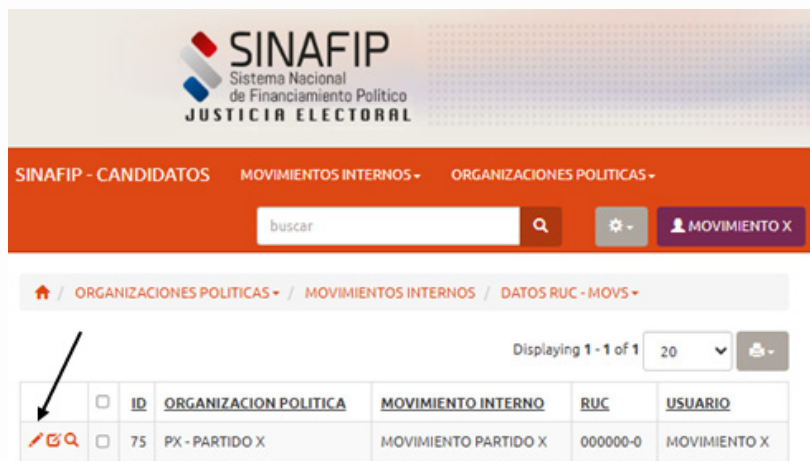 SINAFIP
Sistema Nacional
de Financiamiento Político
JUSTICIA ELECTORAL
SINAFIP - CANDIDATOS MOVIMIENTOS INTERNOS ORGANIZACIONES POLITICAS
buscar MOVIMIENTO X
/ ORGANIZACIONES POLITICAS / MOVIMIENTOS INTERNOS / DATOS RUC - MOVS
Displaying 1 - 1 of 1 20
ID ORGANIZACION POLITICA MOVIMIENTO INTERNO RUC USUARIO
75 PX - PARTIDO X MOVIMIENTO PARTIDO X 000000-0 MOVIMIENTO X